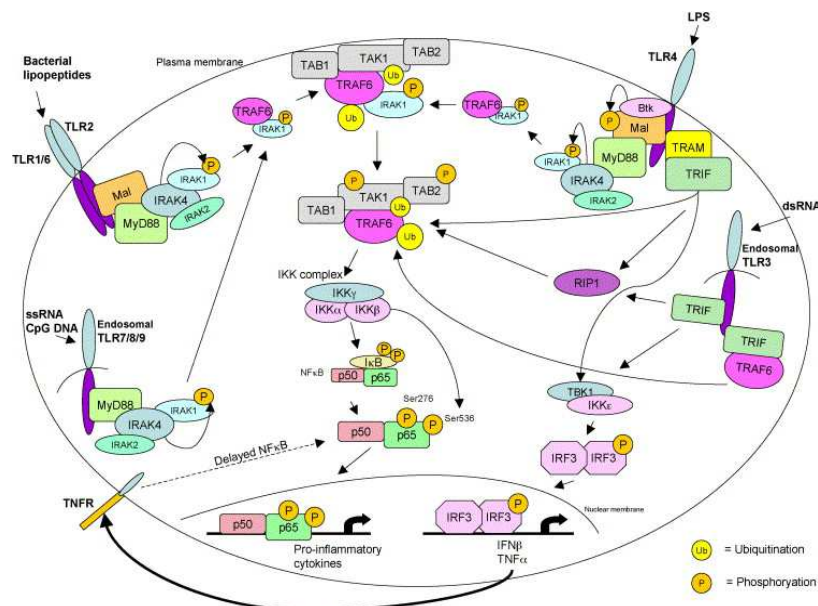 LPS
TLR4
Plasma membrane
TAB1
TAK1
TAB2
TRAF6
Ub
Ub
P
IRAK1
Bacterial
lipopeptides
TLR2
TLR1/6
Mal
MyD88
IRAK4
IRAK1
P
IRAK2
TRAF6
P
IRAK1
TRAF6
P
IRAK1
Btk
P
Mal
MyD88
TRAM
TRIF
IRAK1
P
IRAK4
IRAK2
P
TAB1
TAK1
TAB2
P
Ub
TRAF6
Ub
dsRNA
Endosomal
TLR3
TRIF
TRIF
TRAF6
RIP1
IKK complex
IKKγ
IKKα
IKKβ
ssRNA
CpG DNA
Endosomal
TLR7/8/9
MyD88
IRAK4
IRAK1
P
IRAK2
P
P
IκB
NFκB
p50
p65
TBK1
IKKε
Ser276
P
p50
p65
P
Ser536
IRF3
IRF3
P
Delayed NFκB
TNFR
Nuclear membrane
p50
p65
P
P
Pro-inflammatory
cytokines
IRF3
IRF3
P
IFNβ
TNFα
Ub = Ubiquitination
P = Phosphoryation